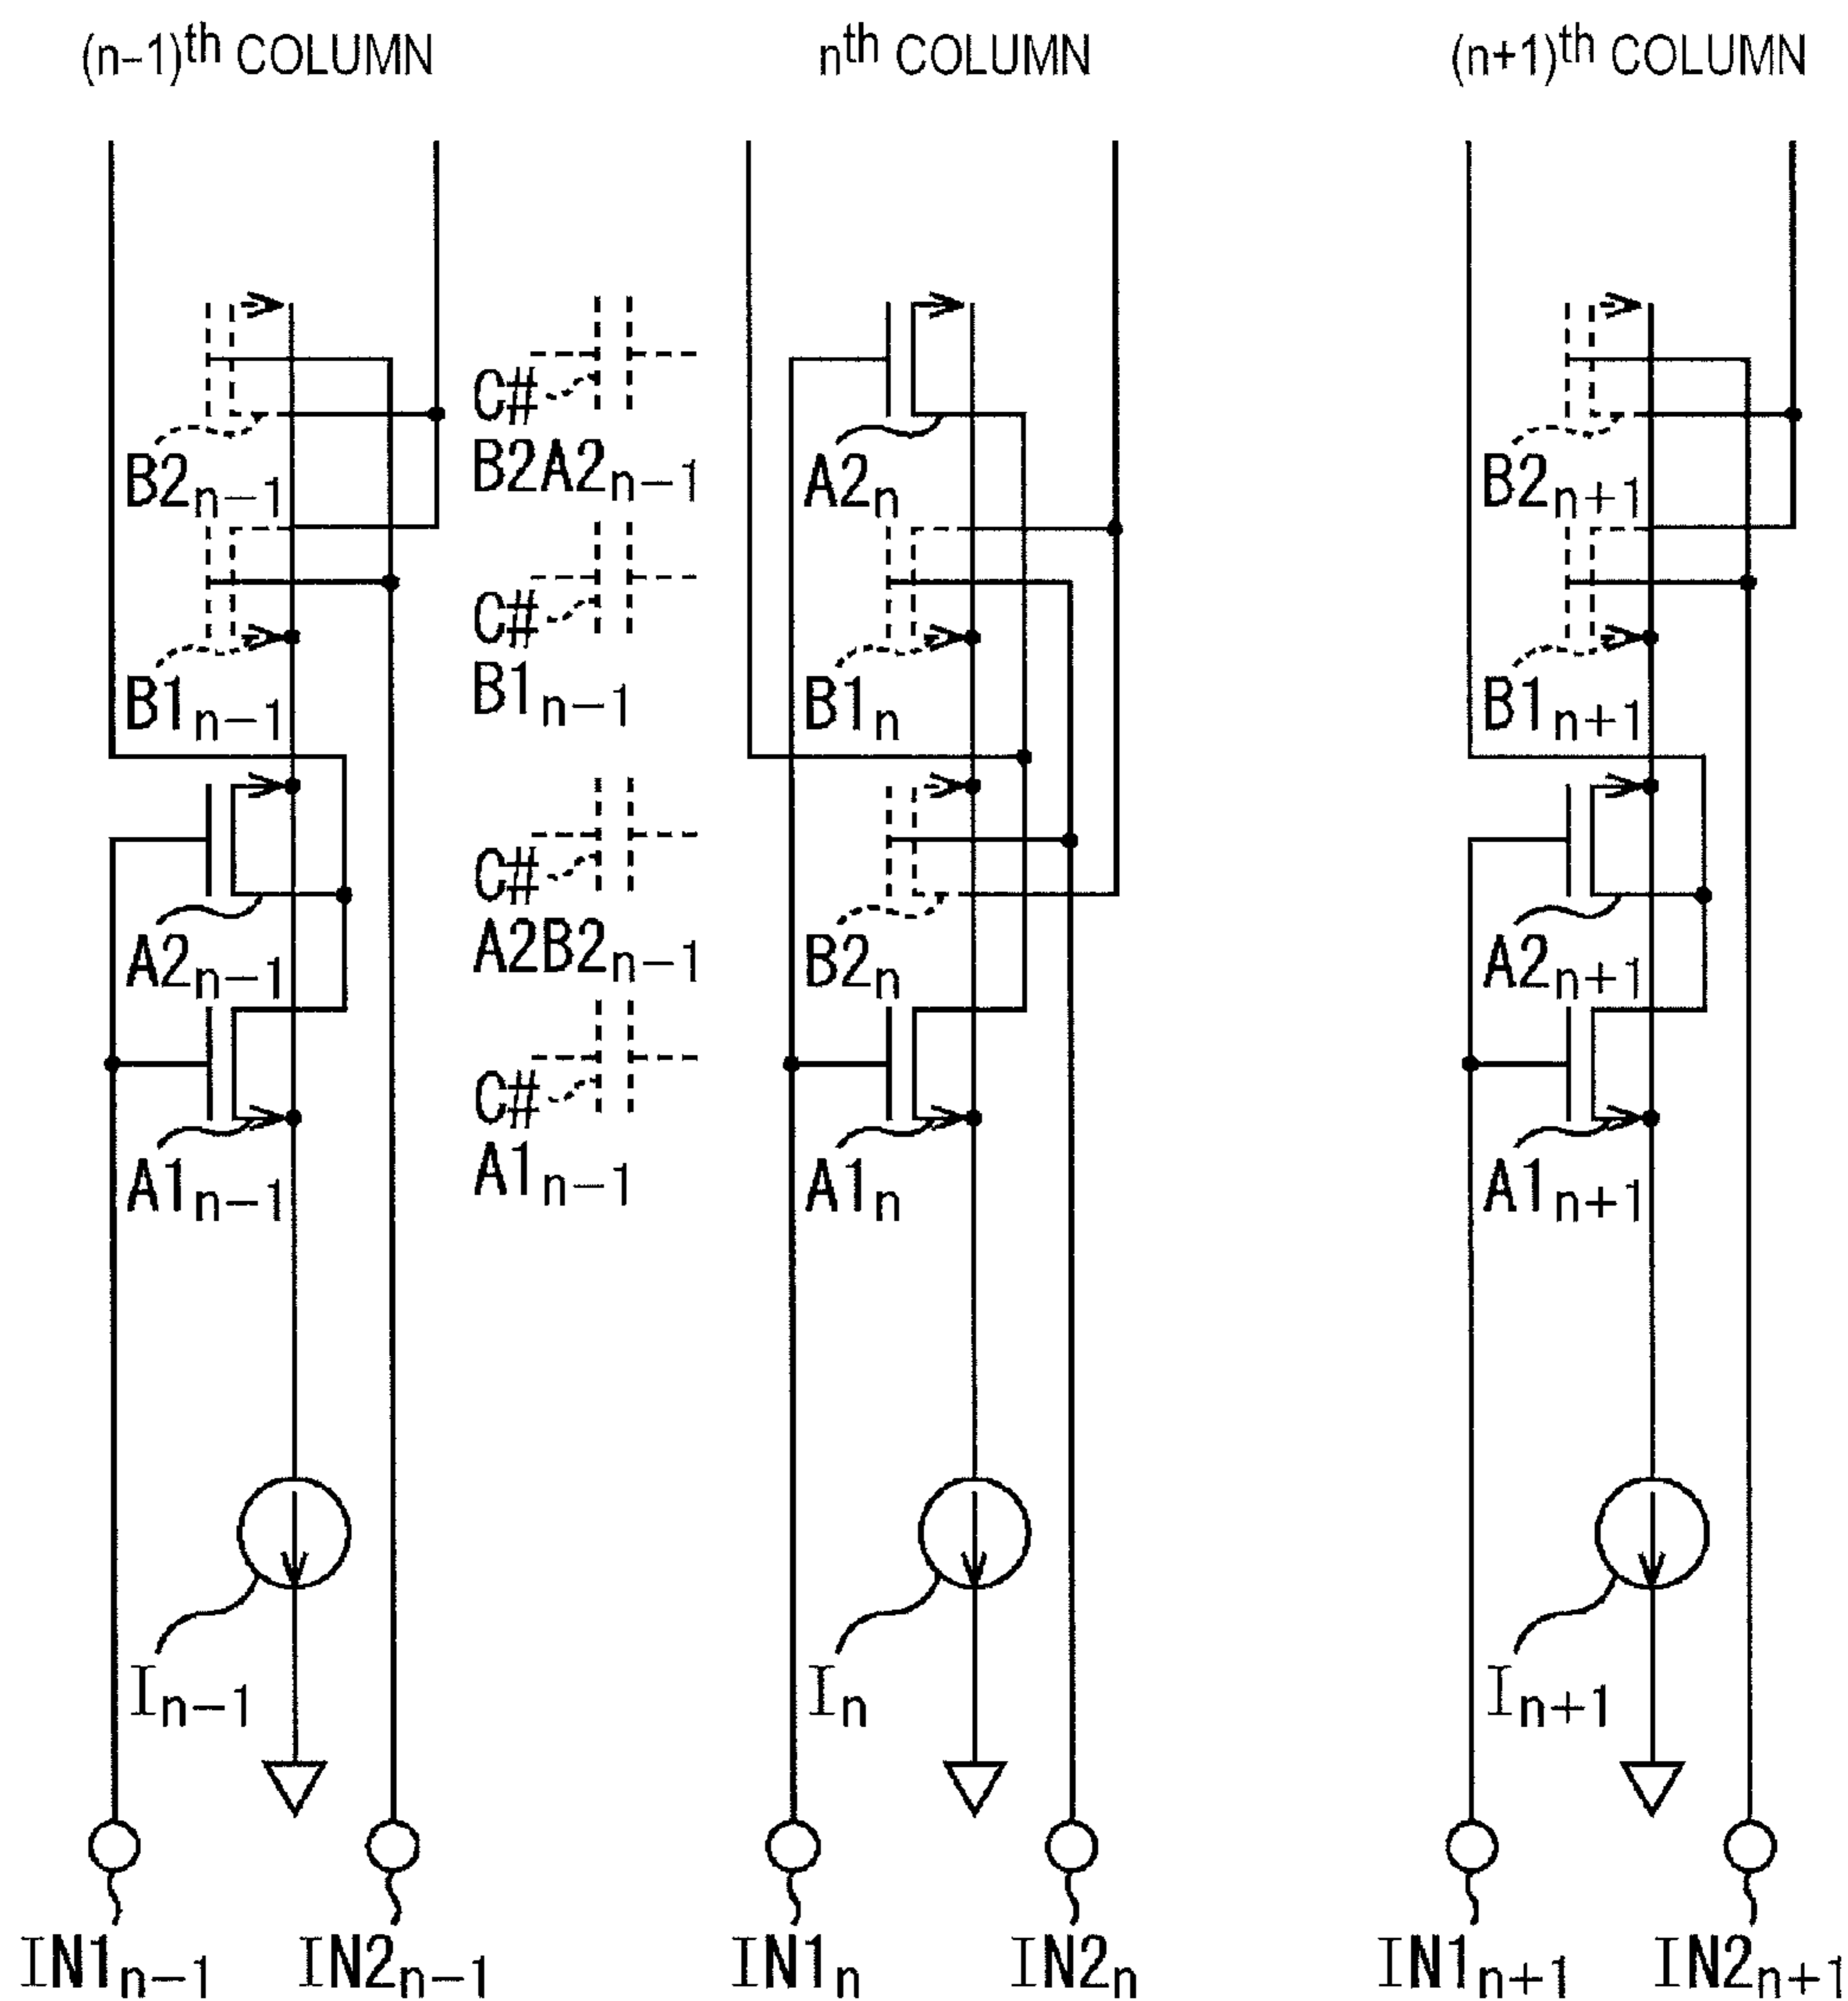 (n-1)th COLUMN
nth COLUMN
(n+1)th COLUMN
B2n-1
C#
B2A2n-1
A2n
B2n+1
B1n-1
C#
B1n-1
B1n
B1n+1
A2n-1
C#
A2B2n-1
B2n
A2n+1
A1n-1
C#
A1n-1
A1n
A1n+1
In-1
In
In+1
IN1n-1
IN2n-1
IN1n
IN2n
IN1n+1
IN2n+1